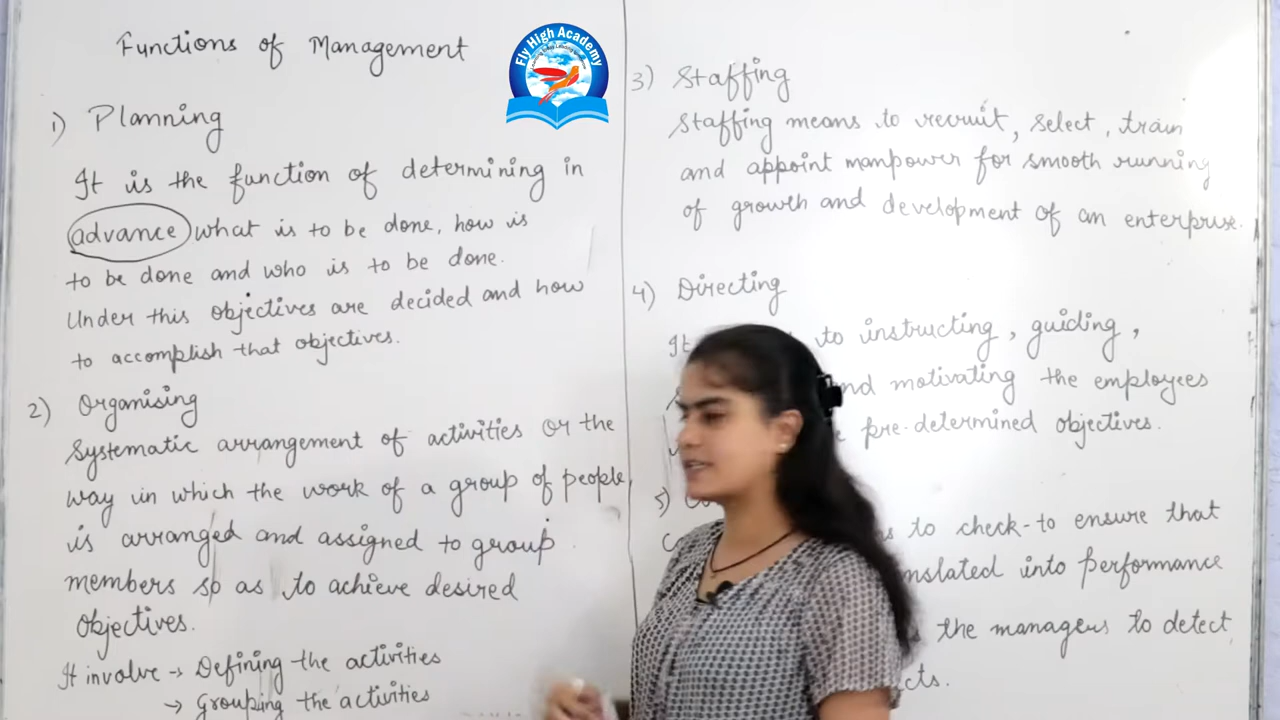 Functions of Management
Fly High Academy
1) Planning
It is the function of determining in
advance what is to be done, how is
to be done and who is to be done.
Under this objectives are decided and how
to accomplish that objectives.
2) Organising
Systematic arrangement of activities or the
way in which the work of a group of people
is arranged and assigned to group
members so as to achieve desired
objectives.
It involve → Defining the activities
→ Grouping the activities
3) Staffing
Staffing means to recruit, select, train
and appoint manpower for smooth running
of growth and development of an enterprise.
4) Directing
It to instructing, guiding,
and motivating the employees
pre-determined objectives.
5)
to check-to ensure that
into performance
the managers to detect